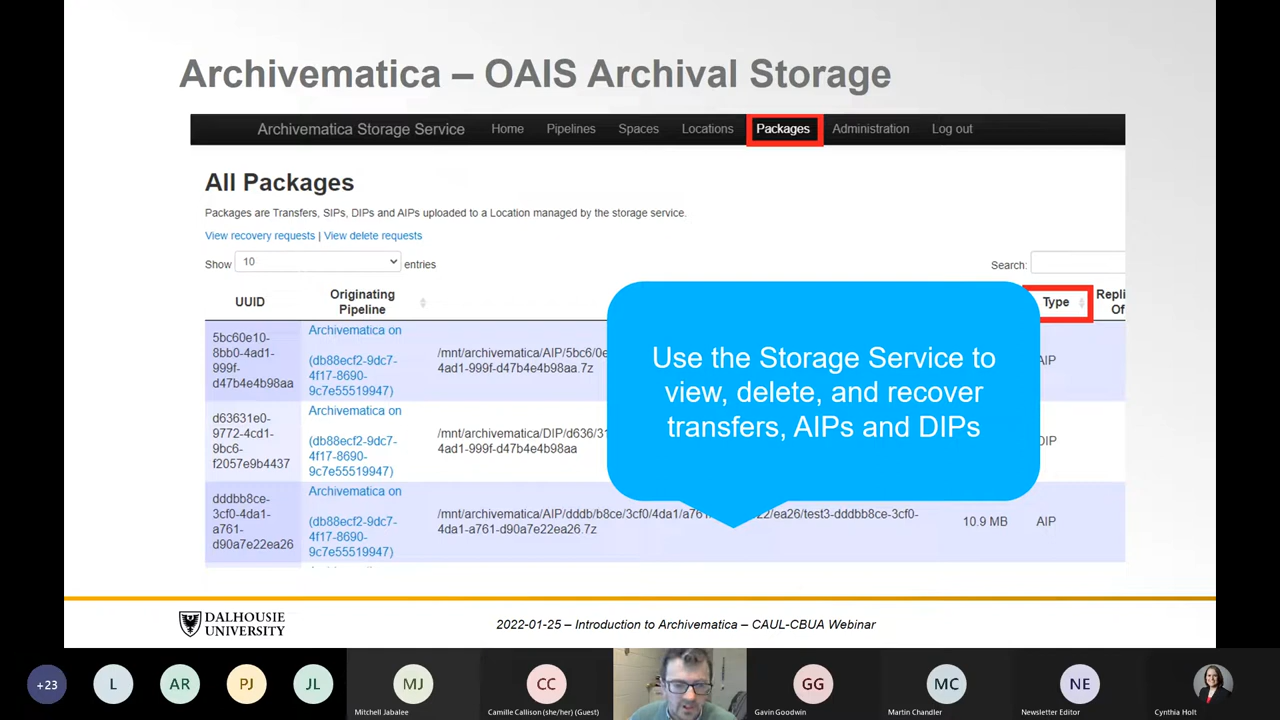 Archivematica – OAIS Archival Storage
Archivematica Storage Service Home Pipelines Spaces Locations Packages Administration Log out
All Packages
Packages are Transfers, SIPs, DIPs and AIPs uploaded to a Location managed by the storage service.
View recovery requests | View delete requests
Show 10 entries
Search:
UUID
Originating
Pipeline
Type
Of
5bc60e10-
8bb0-4ad1-
999f-
d47b4e4b98aa
Archivematica on
(db88ecf2-9dc7-
4f17-8690-
9c7e55519947)
/mnt/archivematica/AIP/5bc6/0e
4ad1-999f-d47b4e4b98aa.7z
AIP
d63631e0-
9772-4cd1-
9bc6-
f2057e9b4437
Archivematica on
(db88ecf2-9dc7-
4f17-8690-
9c7e55519947)
/mnt/archivematica/DIP/d636/31
4ad1-999f-d47b4e4b98aa
DIP
dddbb8ce-
3cf0-4da1-
a761-
d90a7e22ea26
Archivematica on
(db88ecf2-9dc7-
4f17-8690-
9c7e55519947)
/mnt/archivematica/AIP/dddb/b8ce/3cf0/4da1/a761 22/ea26/test3-dddbb8ce-3cf0-
4da1-a761-d90a7e22ea26.7z
10.9 MB
AIP
Use the Storage Service to
view, delete, and recover
transfers, AIPs and DIPs
DALHOUSIE
UNIVERSITY
2022-01-25 – Introduction to Archivematica – CAUL-CBUA Webinar
+23
L
AR
PJ
JL
MJ
Mitchell Jabalee
CC
Camille Callison (she/her) (Guest)
GG
Gavin Goodwin
MC
Martin Chandler
NE
Newsletter Editor
Cynthia Holt